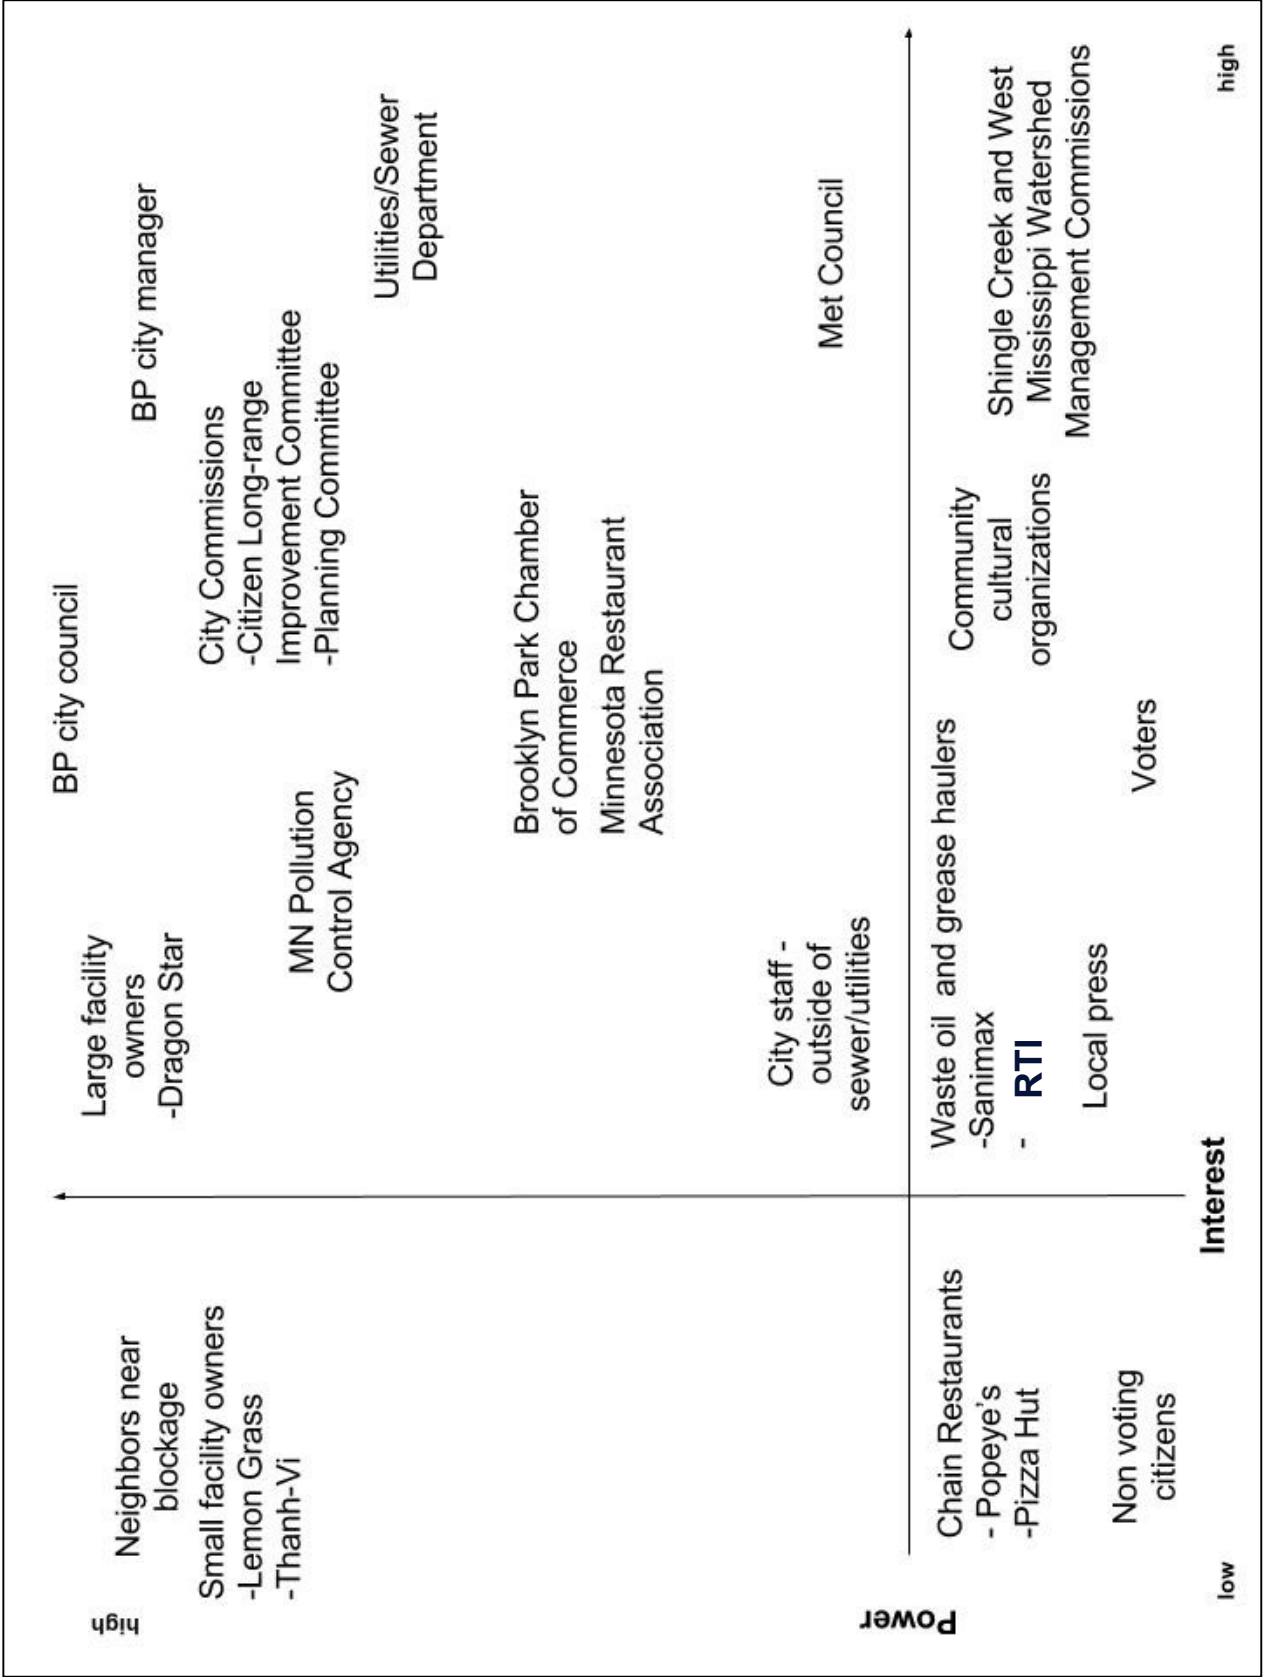 high
Neighbors near
blockage
Small facility owners
-Lemon Grass
-Thanh-Vi
Large facility
owners
-Dragon Star
BP city council
BP city manager
City Commissions
-Citizen Long-range
Improvement Committee
-Planning Committee
MN Pollution
Control Agency
Utilities/Sewer
Department
Brooklyn Park Chamber
of Commerce
Minnesota Restaurant
Association
City staff -
outside of
sewer/utilities
Met Council
Power
Chain Restaurants
- Popeye's
-Pizza Hut
Non voting
citizens
Waste oil and grease haulers
-Sanimax
- RTI
Local press
Voters
Community
cultural
organizations
Shingle Creek and West
Mississippi Watershed
Management Commissions
low
Interest
high